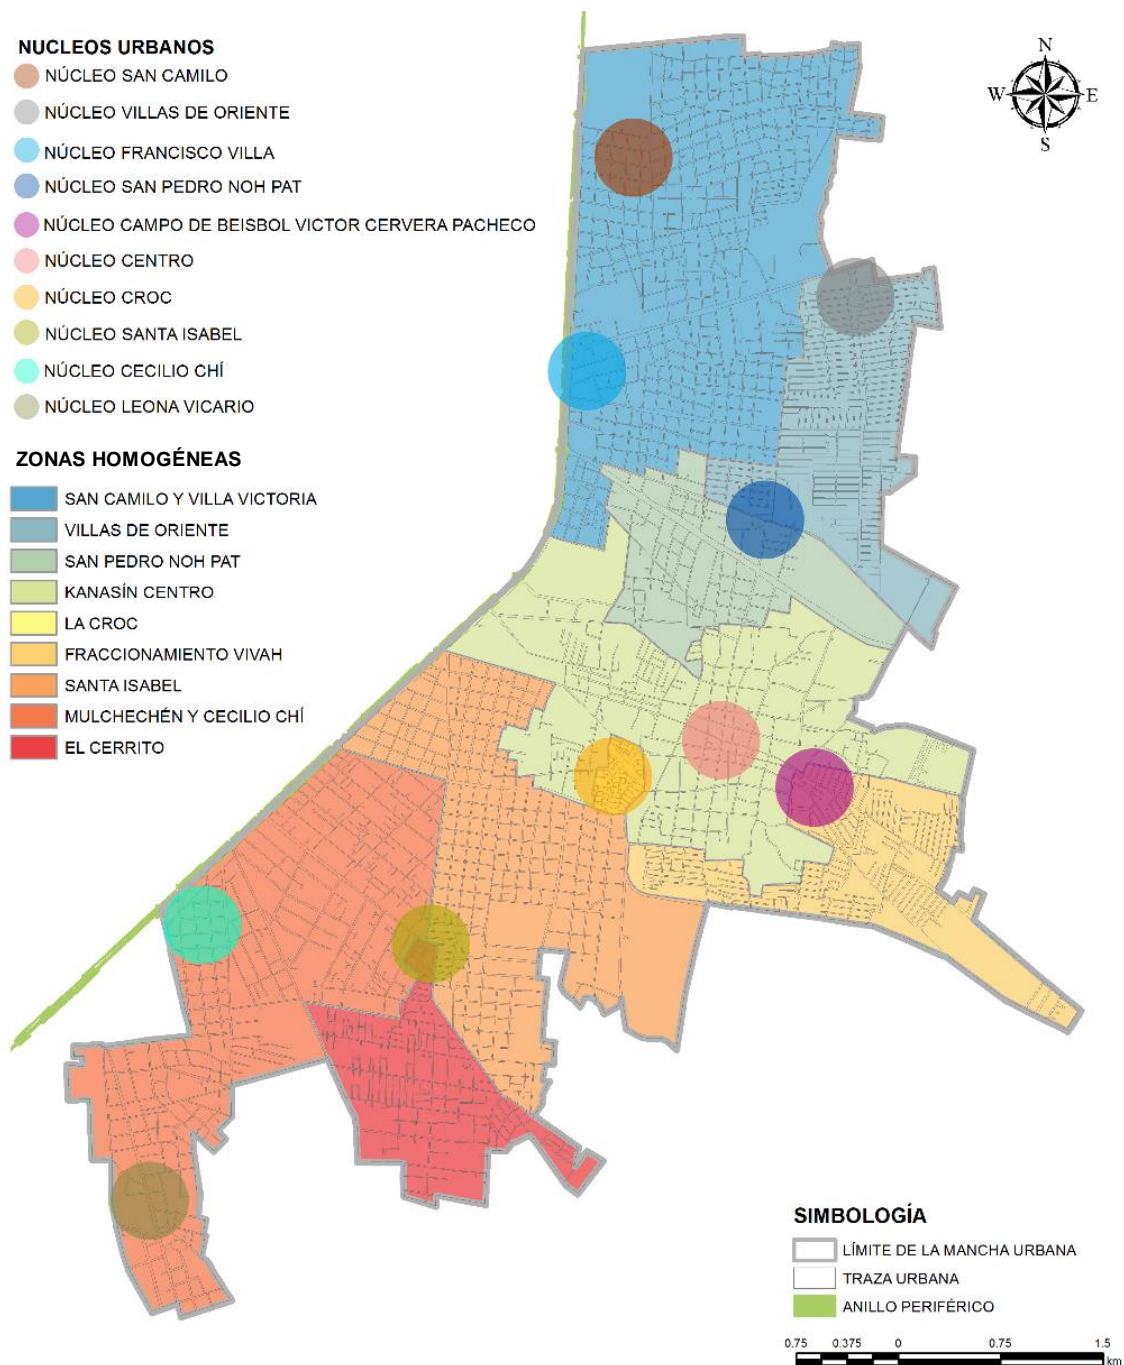 NUCLEOS URBANOS
NÚCLEO SAN CAMILO
NÚCLEO VILLAS DE ORIENTE
NÚCLEO FRANCISCO VILLA
NÚCLEO SAN PEDRO NOH PAT
NÚCLEO CAMPO DE BEISBOL VICTOR CERVERA PACHECO
NÚCLEO CENTRO
NÚCLEO CROC
NÚCLEO SANTA ISABEL
NÚCLEO CECILIO CHÍ
NÚCLEO LEONA VICARIO
ZONAS HOMOGÉNEAS
SAN CAMILO Y VILLA VICTORIA
VILLAS DE ORIENTE
SAN PEDRO NOH PAT
KANASÍN CENTRO
LA CROC
FRACCIONAMIENTO VIVAH
SANTA ISABEL
MULCHECHÉN Y CECILIO CHÍ
EL CERRITO
N
W E
S
SIMBOLOGÍA
LÍMITE DE LA MANCHA URBANA
TRAZA URBANA
ANILLO PERIFÉRICO
0.75 0.375 0 0.75 1.5
km